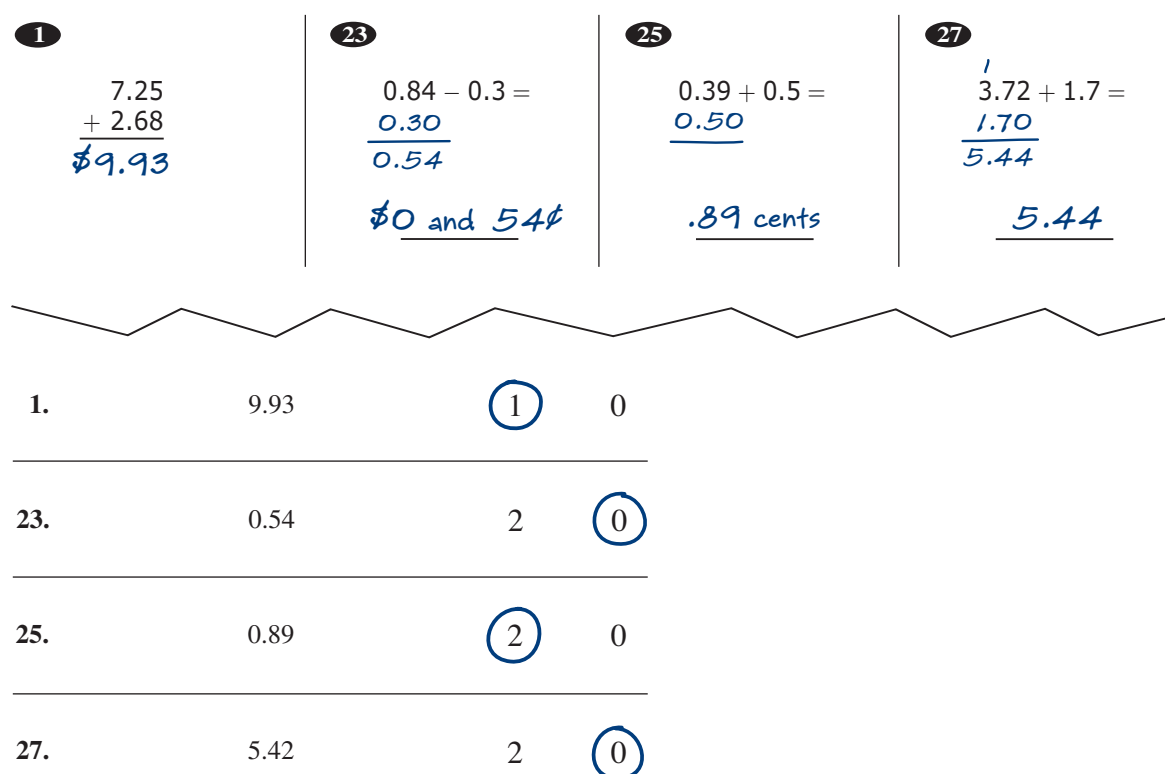 1
7.25
+ 2.68
$9.93
23
0.84 – 0.3 =
0.30
0.54
$0 and 54¢
25
0.39 + 0.5 =
0.50
.89 cents
27
1
3.72 + 1.7 =
1.70
5.44
5.44
1. 9.93 1 0
23. 0.54 2 0
25. 0.89 2 0
27. 5.42 2 0